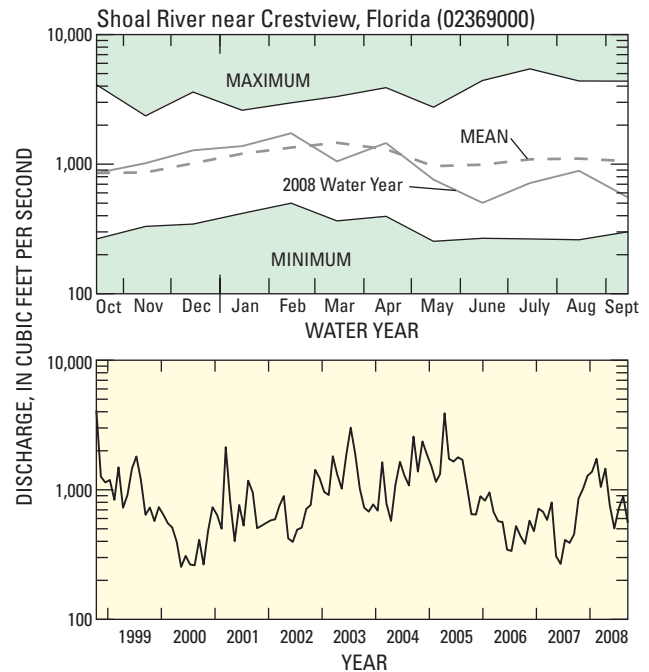 Shoal River near Crestview, Florida (02369000)
DISCHARGE, IN CUBIC FEET PER SECOND
10,000
1,000
100
MAXIMUM
MEAN
2008 Water Year
MINIMUM
Oct Nov Dec Jan Feb Mar Apr May June July Aug Sept
WATER YEAR
10,000
1,000
100
1999 2000 2001 2002 2003 2004 2005 2006 2007 2008
YEAR